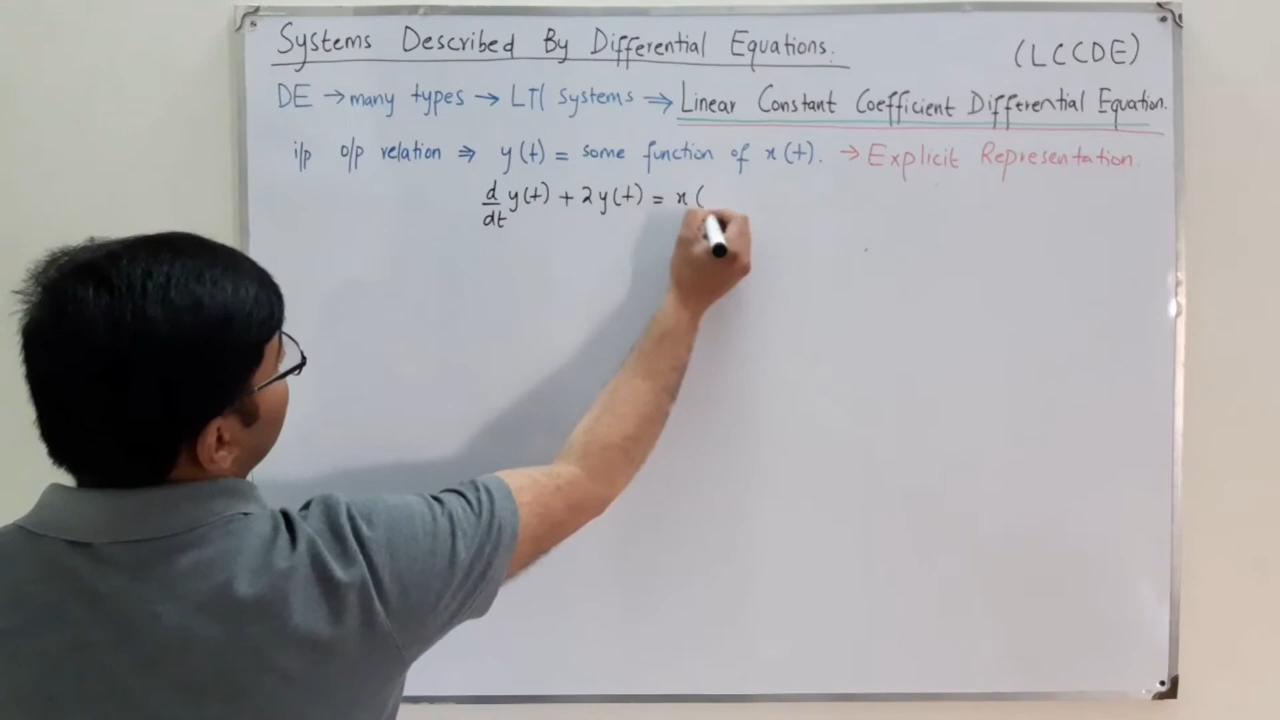 Systems Described By Differential Equations. (LCCDE)
DE → many types → LTI systems ⇒ Linear Constant Coefficient Differential Equation.
i/p o/p relation ⇒ y(t) = some function of x(t). → Explicit Representation.
d/dt y(t) + 2y(t) = x(